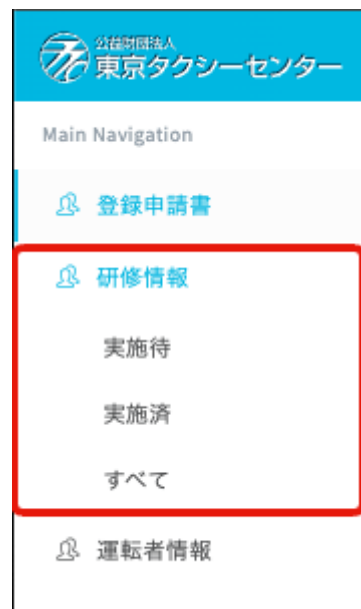 公益財団法人
東京タクシーセンター
Main Navigation
登録申請書
研修情報
実施待
実施済
すべて
運転者情報